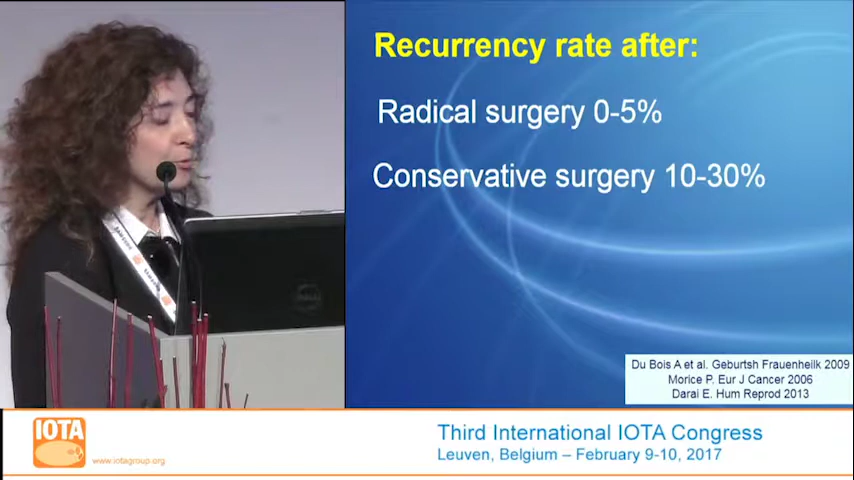 Recurrency rate after:
Radical surgery 0-5%
Conservative surgery 10-30%
Du Bois A et al. Geburtsh Frauenheilk 2009
Morice P. Eur J Cancer 2006
Darai E. Hum Reprod 2013
IOTA
www.iotagroup.org
Third International IOTA Congress
Leuven, Belgium – February 9-10, 2017